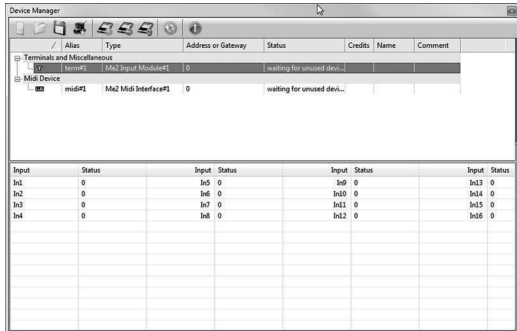 Device Manager
/ Alias Type Address or Gateway Status Credits Name Comment
Terminals and Miscellaneous
term#1 Me2 Input Module#1 0 waiting for unused devi...
Midi Device
midi#1 Me2 Midi Interface#1 0 waiting for unused devi...
Input Status Input Status Input Status Input Status
In1 0 In5 0 In9 0 In13 0
In2 0 In6 0 In10 0 In14 0
In3 0 In7 0 In11 0 In15 0
In4 0 In8 0 In12 0 In16 0